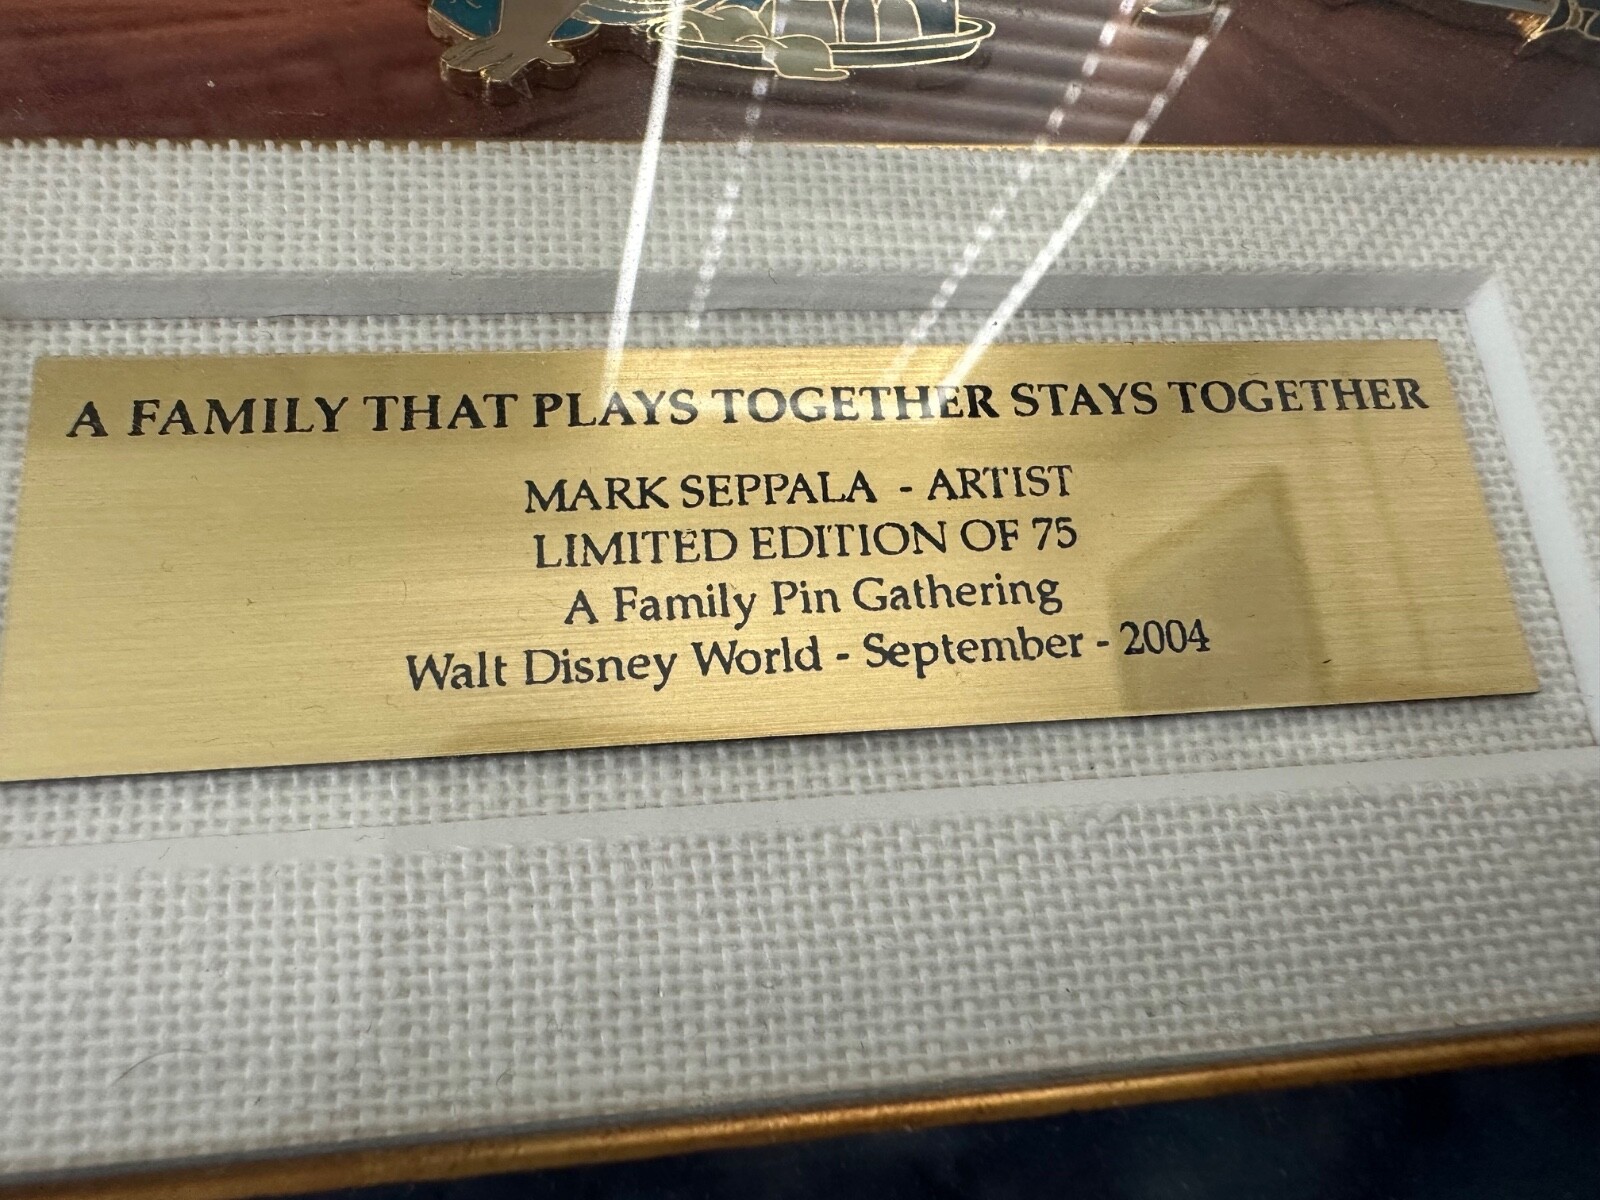 A FAMILY THAT PLAYS TOGETHER STAYS TOGETHER
MARK SEPPALA - ARTIST
LIMITED EDITION OF 75
A Family Pin Gathering
Walt Disney World - September - 2004